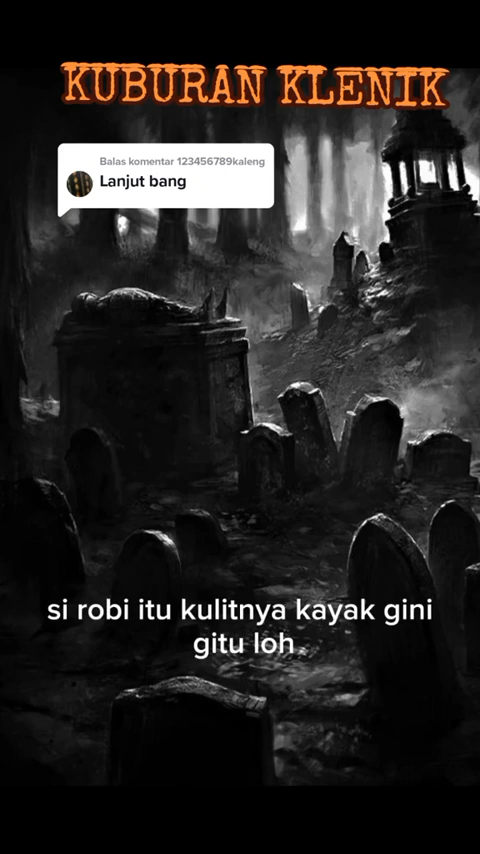 KUBURAN KLENIK
Balas komentar 123456789kaleng
Lanjut bang
si robi itu kulitnya kayak gini
gitu loh